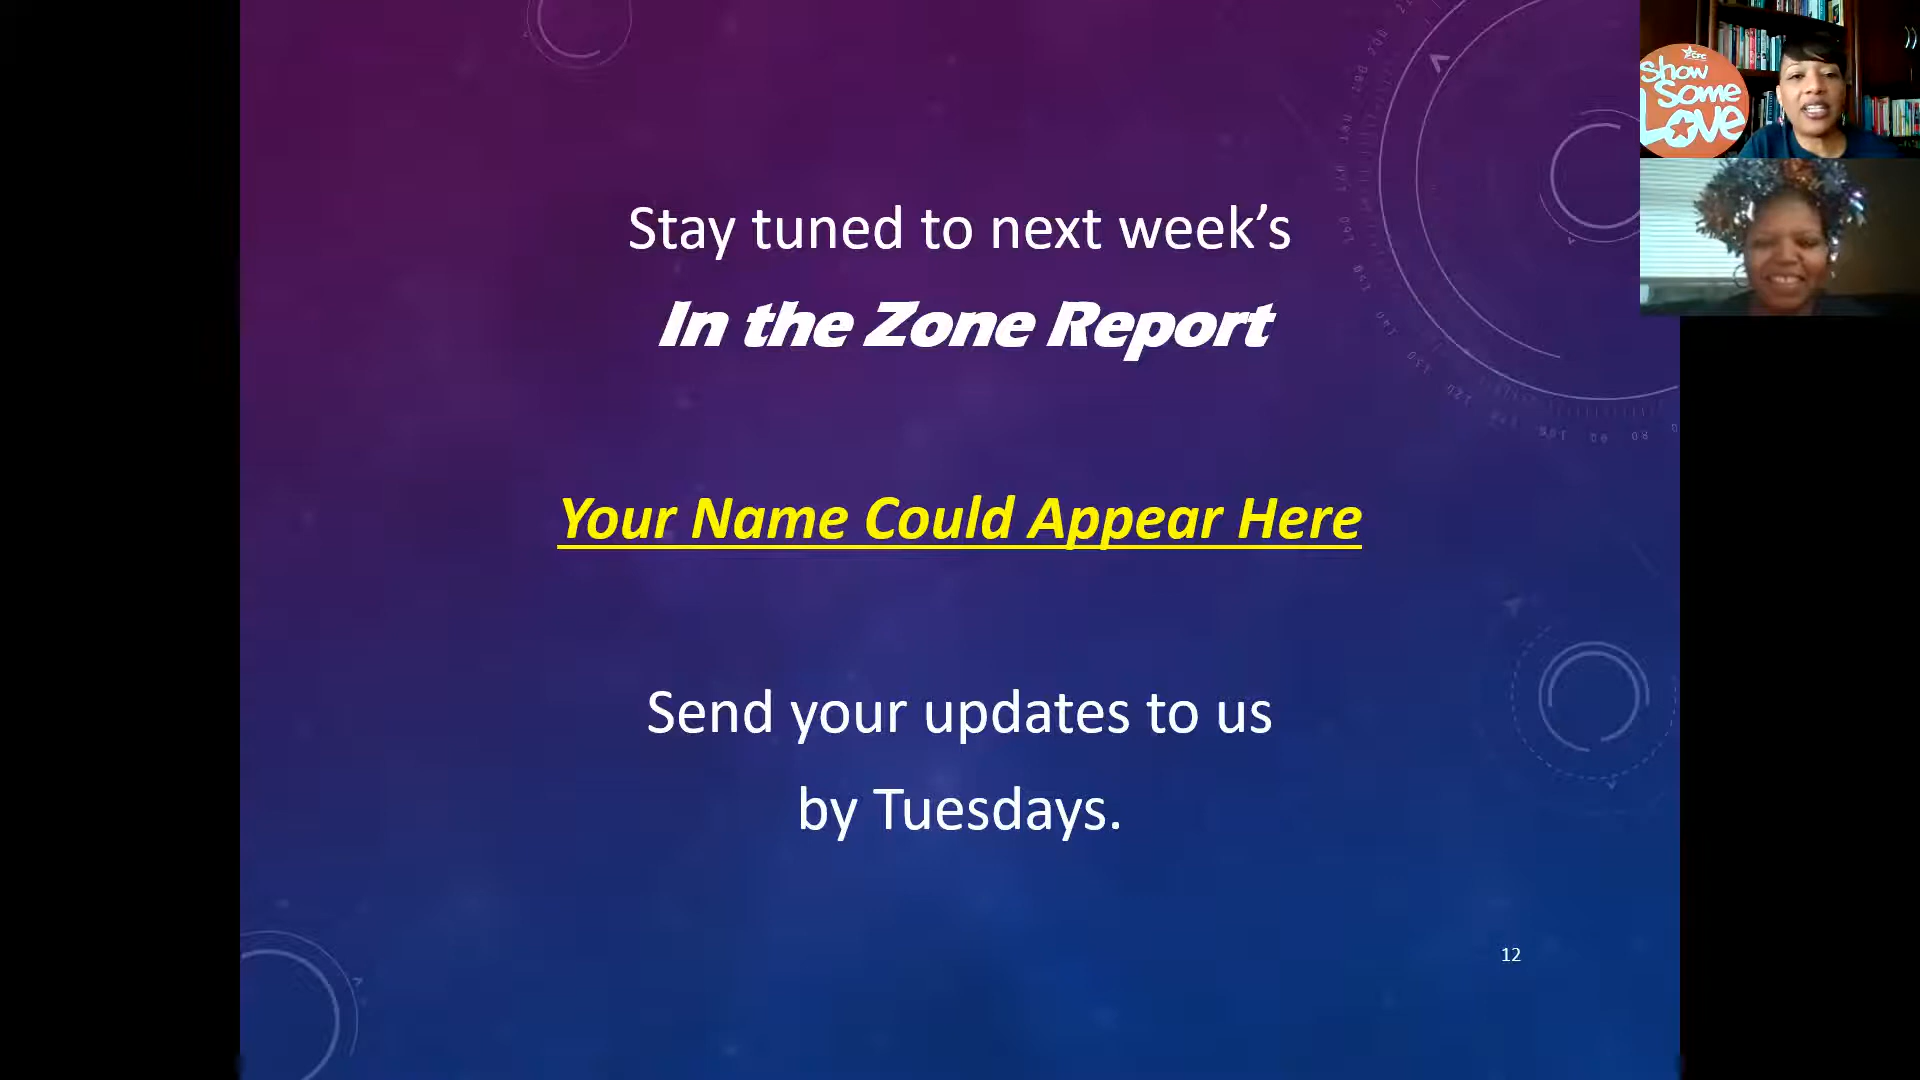 Stay tuned to next week’s
In the Zone Report
Your Name Could Appear Here
Send your updates to us
by Tuesdays.
12
CFC
Show
Some
Love